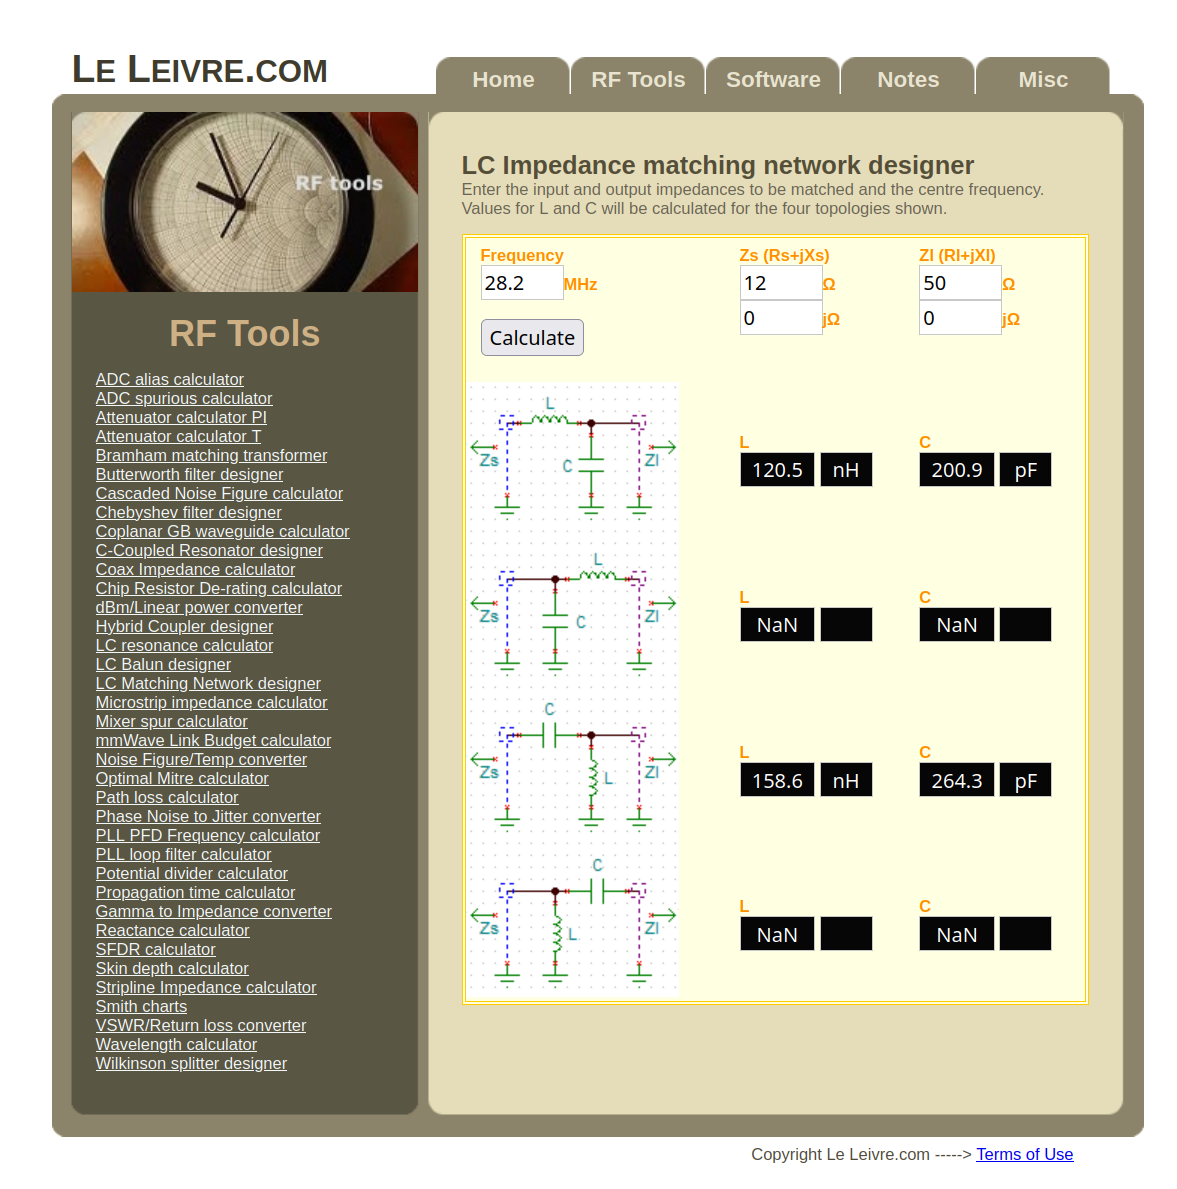 LE LEIVRE.COM
Home
RF Tools
Software
Notes
Misc
RF tools
RF Tools
ADC alias calculator
ADC spurious calculator
Attenuator calculator PI
Attenuator calculator T
Bramham matching transformer
Butterworth filter designer
Cascaded Noise Figure calculator
Chebyshev filter designer
Coplanar GB waveguide calculator
C-Coupled Resonator designer
Coax Impedance calculator
Chip Resistor De-rating calculator
dBm/Linear power converter
Hybrid Coupler designer
LC resonance calculator
LC Balun designer
LC Matching Network designer
Microstrip impedance calculator
Mixer spur calculator
mmWave Link Budget calculator
Noise Figure/Temp converter
Optimal Mitre calculator
Path loss calculator
Phase Noise to Jitter converter
PLL PFD Frequency calculator
PLL loop filter calculator
Potential divider calculator
Propagation time calculator
Gamma to Impedance converter
Reactance calculator
SFDR calculator
Skin depth calculator
Stripline Impedance calculator
Smith charts
VSWR/Return loss converter
Wavelength calculator
Wilkinson splitter designer
LC Impedance matching network designer
Enter the input and output impedances to be matched and the centre frequency.
Values for L and C will be calculated for the four topologies shown.
Frequency
Zs (Rs+jXs)
Zl (Rl+jXl)
28.2 MHz
12 Ω
50 Ω
0 jΩ
0 jΩ
Calculate
L
Zs
C
Zl
L
C
120.5 nH
200.9 pF
L
Zs
C
Zl
L
C
NaN
NaN
C
Zs
L
Zl
L
C
158.6 nH
264.3 pF
C
Zs
L
Zl
L
C
NaN
NaN
Copyright Le Leivre.com -----> Terms of Use